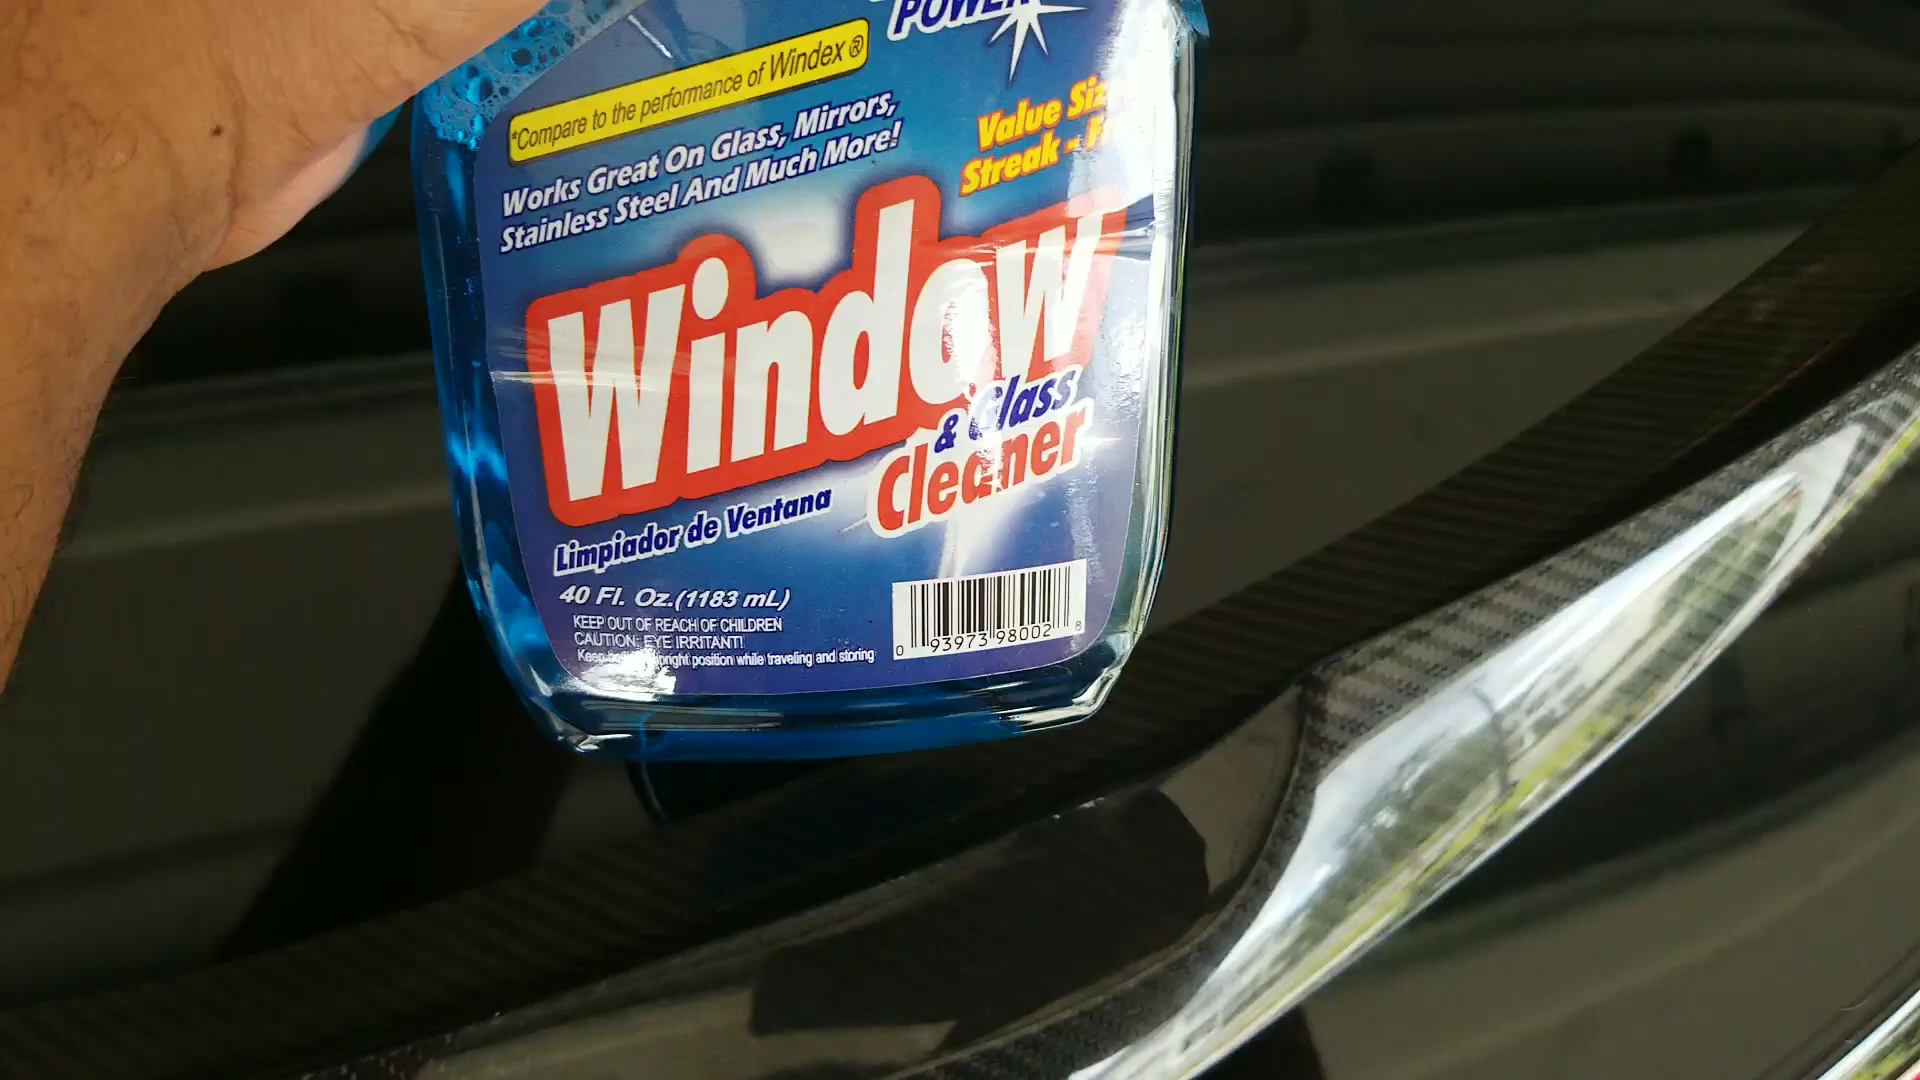 POWER
*Compare to the performance of Windex ®
Works Great On Glass, Mirrors,
Stainless Steel And Much More!
Value
Streak -
Window
& Glass
Cleaner
Limpiador de Ventana
40 Fl. Oz. (1183 mL)
KEEP OUT OF REACH OF CHILDREN
CAUTION: EYE IRRITANT!
Keep position while traveling and storing
0 93973 98002 8